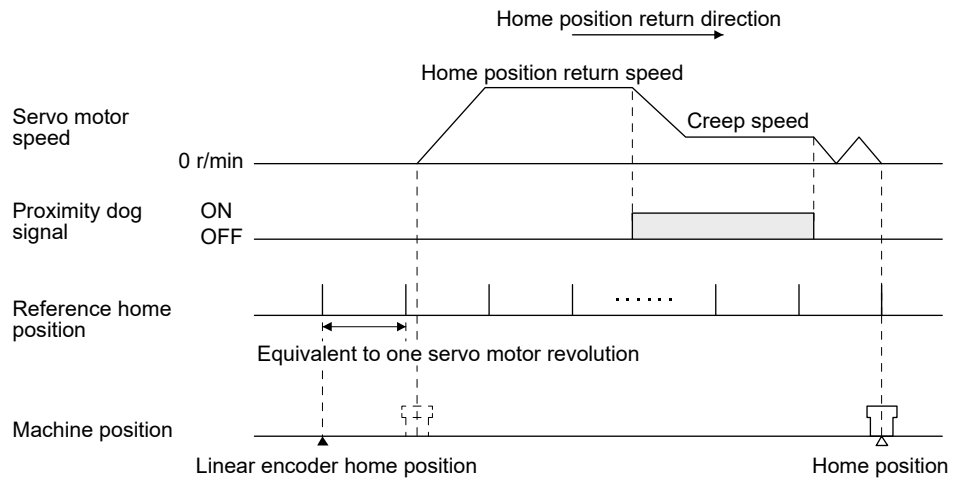 Home position return direction
Home position return speed
Servo motor
speed
Creep speed
0 r/min
Proximity dog
signal
ON
OFF
Reference home
position
Equivalent to one servo motor revolution
Machine position
Linear encoder home position
Home position